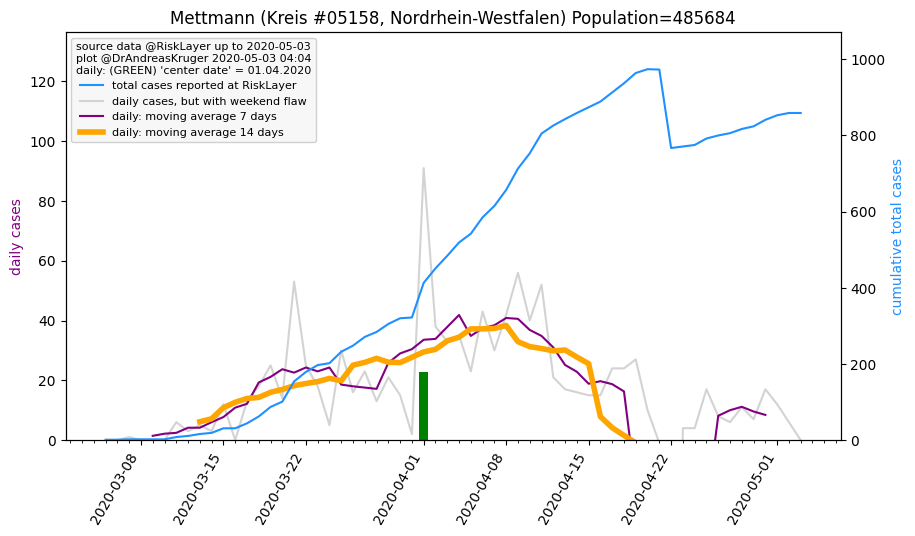 Mettmann (Kreis #05158, Nordrhein-Westfalen) Population=485684
source data @RiskLayer up to 2020-05-03
plot @DrAndreasKruger 2020-05-03 04:04
daily: (GREEN) 'center date' = 01.04.2020
total cases reported at RiskLayer
daily cases, but with weekend flaw
daily: moving average 7 days
daily: moving average 14 days
daily cases
0
20
40
60
80
100
120
cumulative total cases
0
200
400
600
800
1000
2020-03-08
2020-03-15
2020-03-22
2020-04-01
2020-04-08
2020-04-15
2020-04-22
2020-05-01